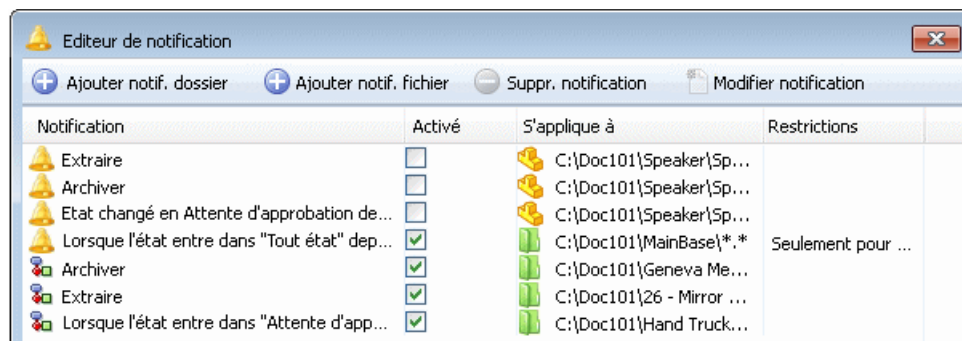 Editeur de notification
Ajouter notif. dossier Ajouter notif. fichier Suppr. notification Modifier notification
Notification Activé S'applique à Restrictions
Extraire C:\Doc101\Speaker\Sp...
Archiver C:\Doc101\Speaker\Sp...
Etat changé en Attente d'approbation de... C:\Doc101\Speaker\Sp...
Lorsque l'état entre dans "Tout état" dep... C:\Doc101\MainBase\*.* Seulement pour ...
Archiver C:\Doc101\Geneva Me...
Extraire C:\Doc101\26 - Mirror ...
Lorsque l'état entre dans "Attente d'app... C:\Doc101\Hand Truck...